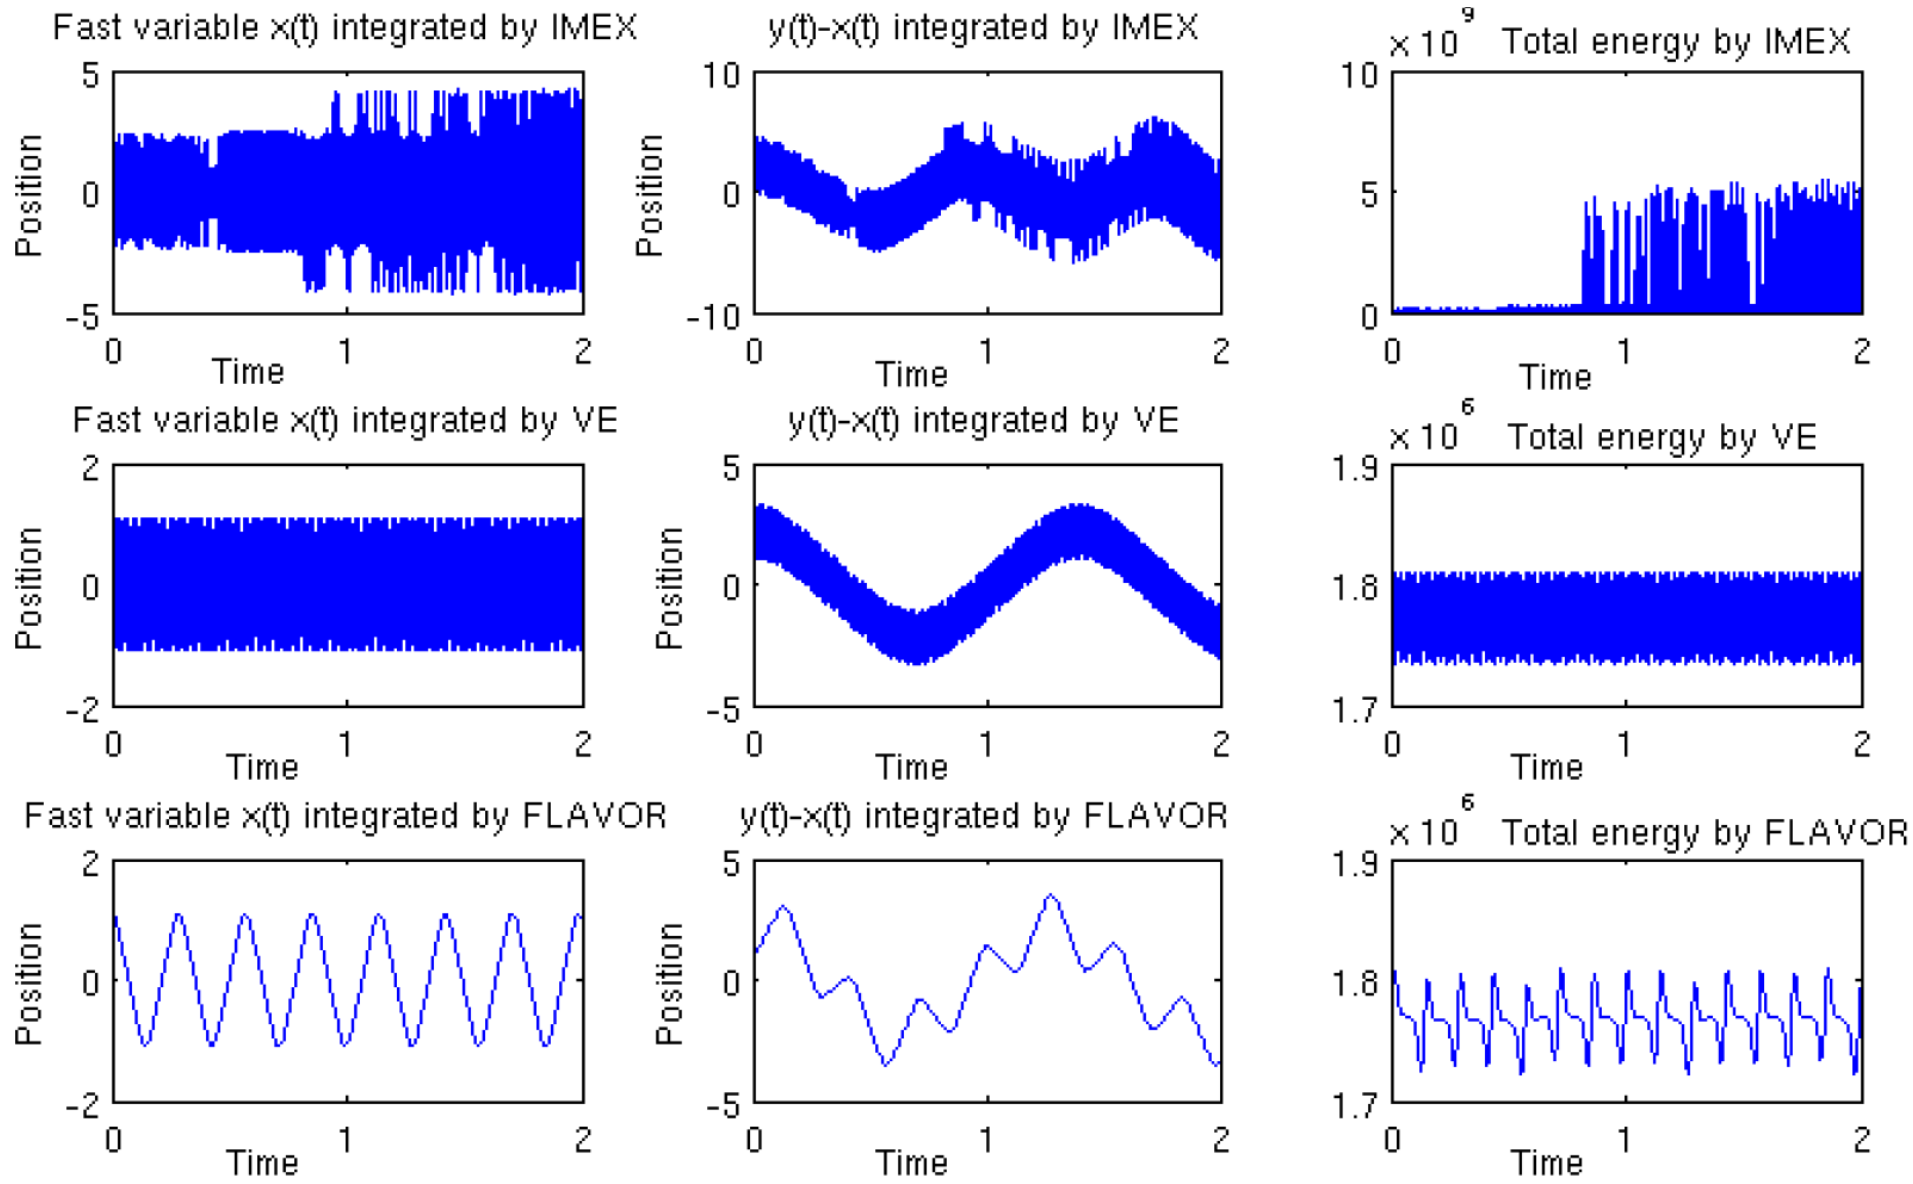 Fast variable x(t) integrated by IMEX
5
0
-5
Position
0 1 2
Time
y(t)-x(t) integrated by IMEX
10
0
-10
Position
0 1 2
Time
× 10^9 Total energy by IMEX
10
5
0
0 1 2
Time
Fast variable x(t) integrated by VE
2
0
-2
Position
0 1 2
Time
y(t)-x(t) integrated by VE
5
0
-5
Position
0 1 2
Time
× 10^6 Total energy by VE
1.9
1.8
1.7
0 1 2
Time
Fast variable x(t) integrated by FLAVOR
2
0
-2
Position
0 1 2
Time
y(t)-x(t) integrated by FLAVOR
5
0
-5
Position
0 1 2
Time
× 10^6 Total energy by FLAVOR
1.9
1.8
1.7
0 1 2
Time